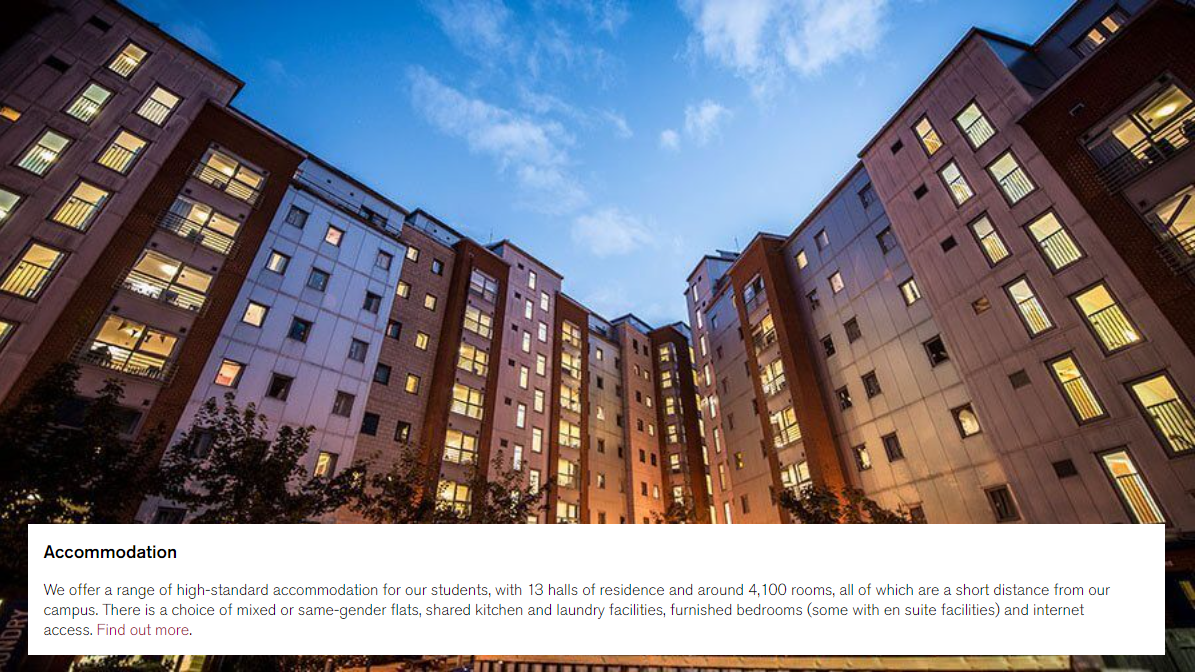 Accommodation
We offer a range of high-standard accommodation for our students, with 13 halls of residence and around 4,100 rooms, all of which are a short distance from our
campus. There is a choice of mixed or same-gender flats, shared kitchen and laundry facilities, furnished bedrooms (some with en suite facilities) and internet
access. Find out more.